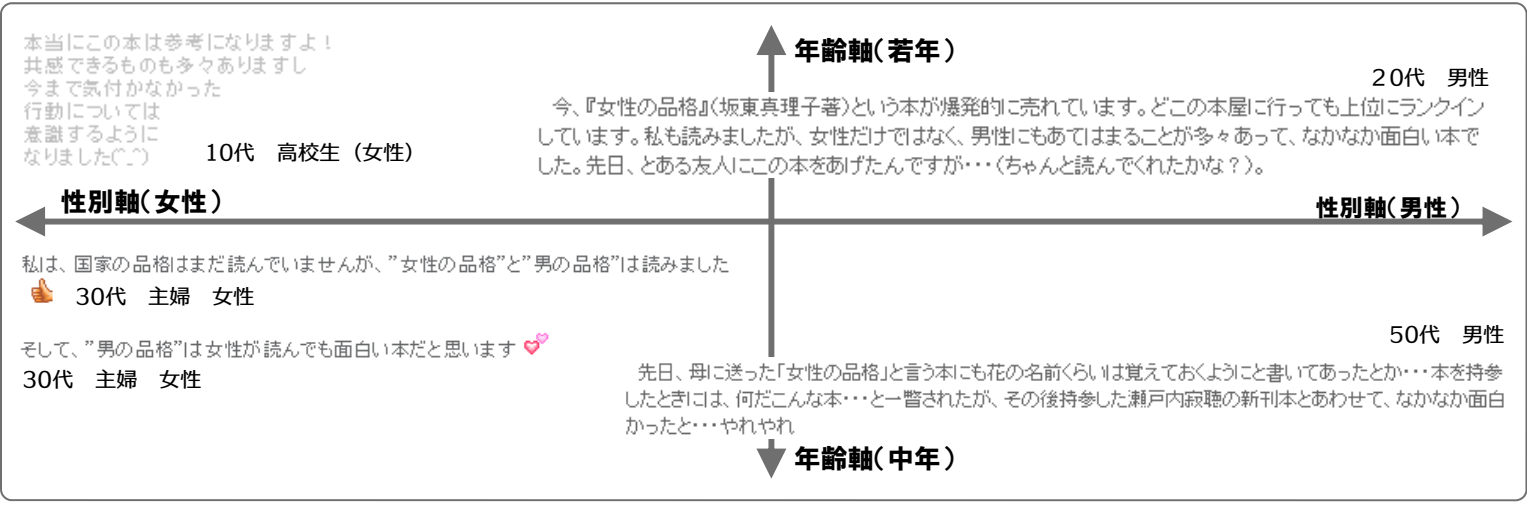 本当にこの本は参考になりますよ！
共感できるものも多々ありますし
今まで気付かなかった
行動については
意識するように
なりました(^_^)
10代　高校生（女性）
年齢軸（若年）
20代　男性
今、『女性の品格』（坂東真理子著）という本が爆発的に売れています。どこの本屋に行っても上位にランクイン
しています。私も読みましたが、女性だけではなく、男性にもあてはまることが多々あって、なかなか面白い本で
した。先日、とある友人にこの本をあげたんですが・・・（ちゃんと読んでくれたかな？）。
性別軸（女性）
性別軸（男性）
私は、国家の品格はまだ読んでいませんが、”女性の品格”と”男の品格”は読みました
30代　主婦　女性
そして、”男の品格”は女性が読んでも面白い本だと思います
30代　主婦　女性
50代　男性
先日、母に送った「女性の品格」と言う本にも花の名前くらいは覚えておくようにと書いてあったとか・・・本を持参
したときには、何だこんな本・・・と一瞥されたが、その後持参した瀬戸内寂聴の新刊本とあわせて、なかなか面白
かったと・・・やれやれ
年齢軸（中年）